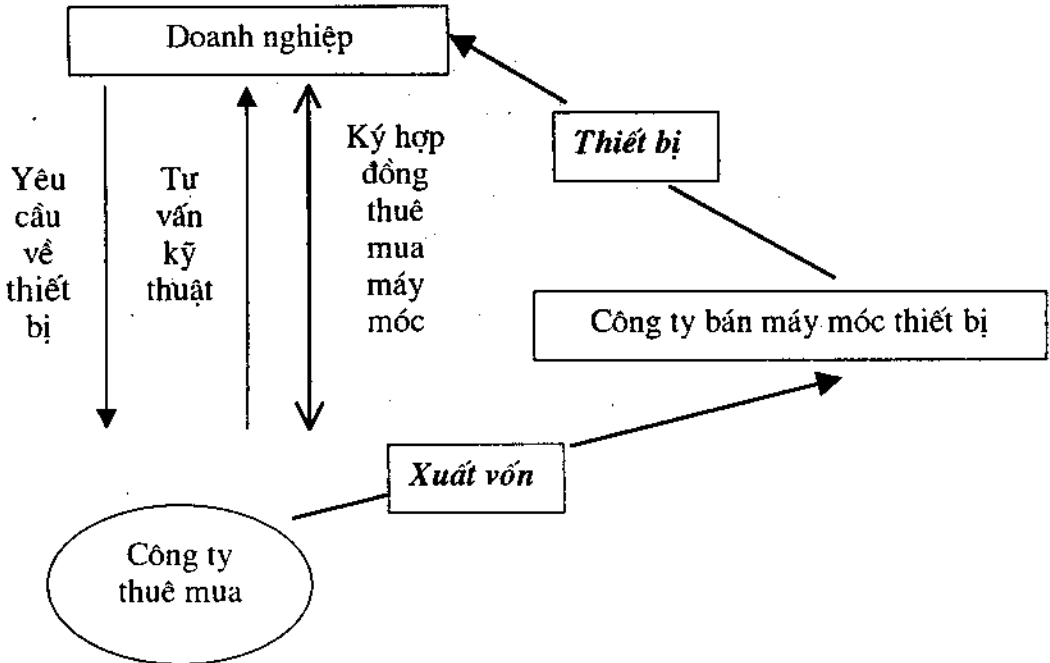 Doanh nghiệp
Thiết bị
Yêu
cầu
về
thiết
bị
Tư
vấn
kỹ
thuật
Ký hợp
đồng
thuê
mua
máy
móc
Công ty bán máy móc thiết bị
Xuất vốn
Công ty
thuê mua